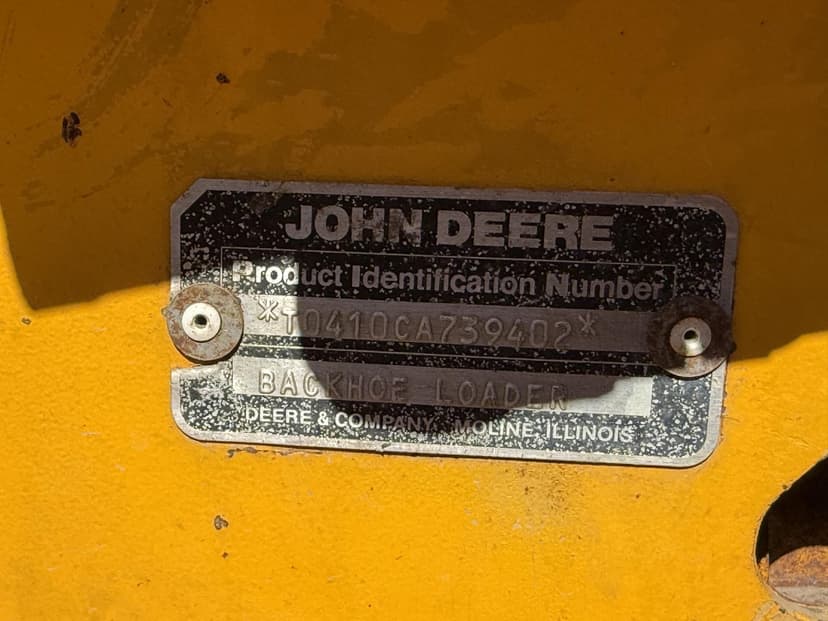 JOHN DEERE
Product Identification Number
*T0410CA739402*
BACKHOE LOADER
DEERE & COMPANY, MOLINE, ILLINOIS